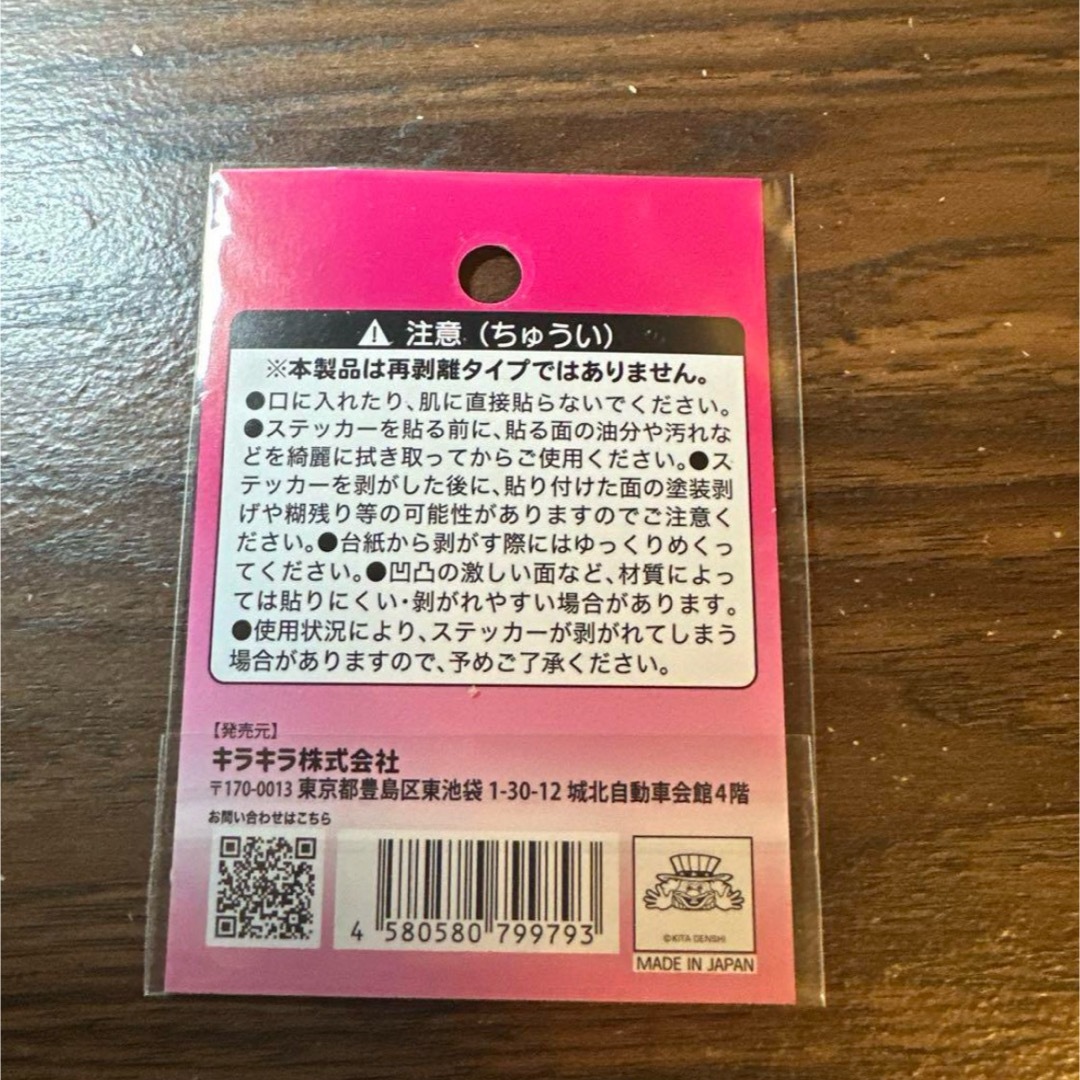 注意（ちゅうい）
※本製品は再剥離タイプではありません。
●口に入れたり、肌に直接貼らないでください。
●ステッカーを貼る前に、貼る面の油分や汚れな
どを綺麗に拭き取ってからご使用ください。●ス
テッカーを剥がした後に、貼り付けた面の塗装剥
げや糊残り等の可能性がありますのでご注意く
ださい。●台紙から剥がす際にはゆっくりめくっ
てください。●凹凸の激しい面など、材質によっ
ては貼りにくい・剥がれやすい場合があります。
●使用状況により、ステッカーが剥がれてしまう
場合がありますので、予めご了承ください。
【発売元】
キラキラ株式会社
〒170-0013 東京都豊島区東池袋 1-30-12 城北自動車会館4階
お問い合わせはこちら
4 580580 799793
©KITA DENSHI
MADE IN JAPAN